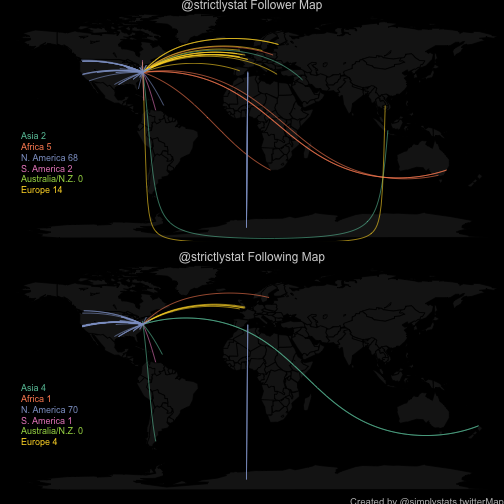 @strictlystat Follower Map
Asia 2
Africa 5
N. America 68
S. America 2
Australia/N.Z. 0
Europe 14
@strictlystat Following Map
Asia 4
Africa 1
N. America 70
S. America 1
Australia/N.Z. 0
Europe 4
Created by @simplystats twitterMap